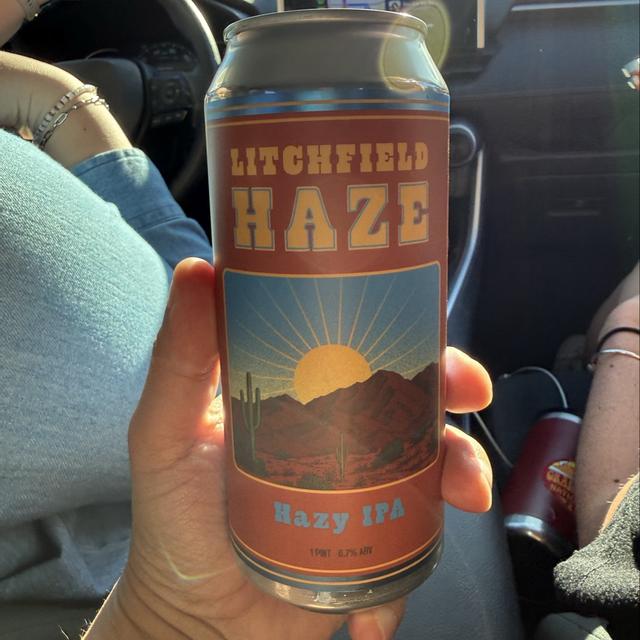 LITCHFIELD
HAZE
Hazy IPA
1 PINT 6.7% ABV